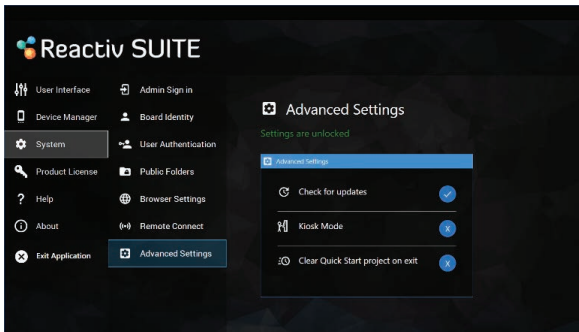 Reactiv SUITE
User Interface
Device Manager
System
Product License
? Help
About
Exit Application
Admin Sign in
Board Identity
User Authentication
Public Folders
Browser Settings
Remote Connect
Advanced Settings
Advanced Settings
Settings are unlocked
Advanced Settings
Check for updates
Kiosk Mode
x
Clear Quick Start project on exit
x